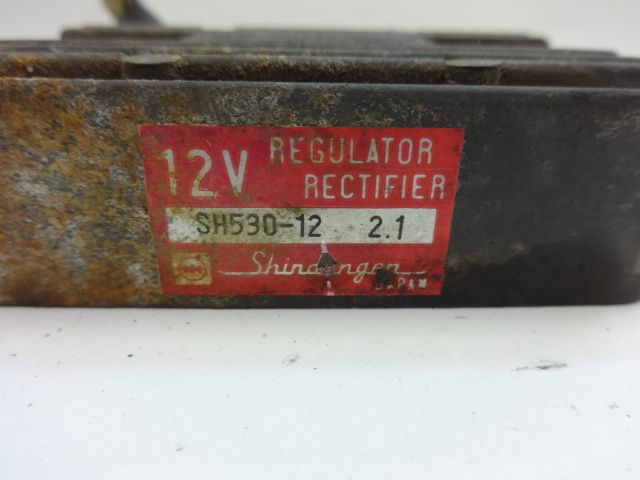 12V REGULATOR
RECTIFIER
SH530-12 2.1
Shindengen
JAPAN